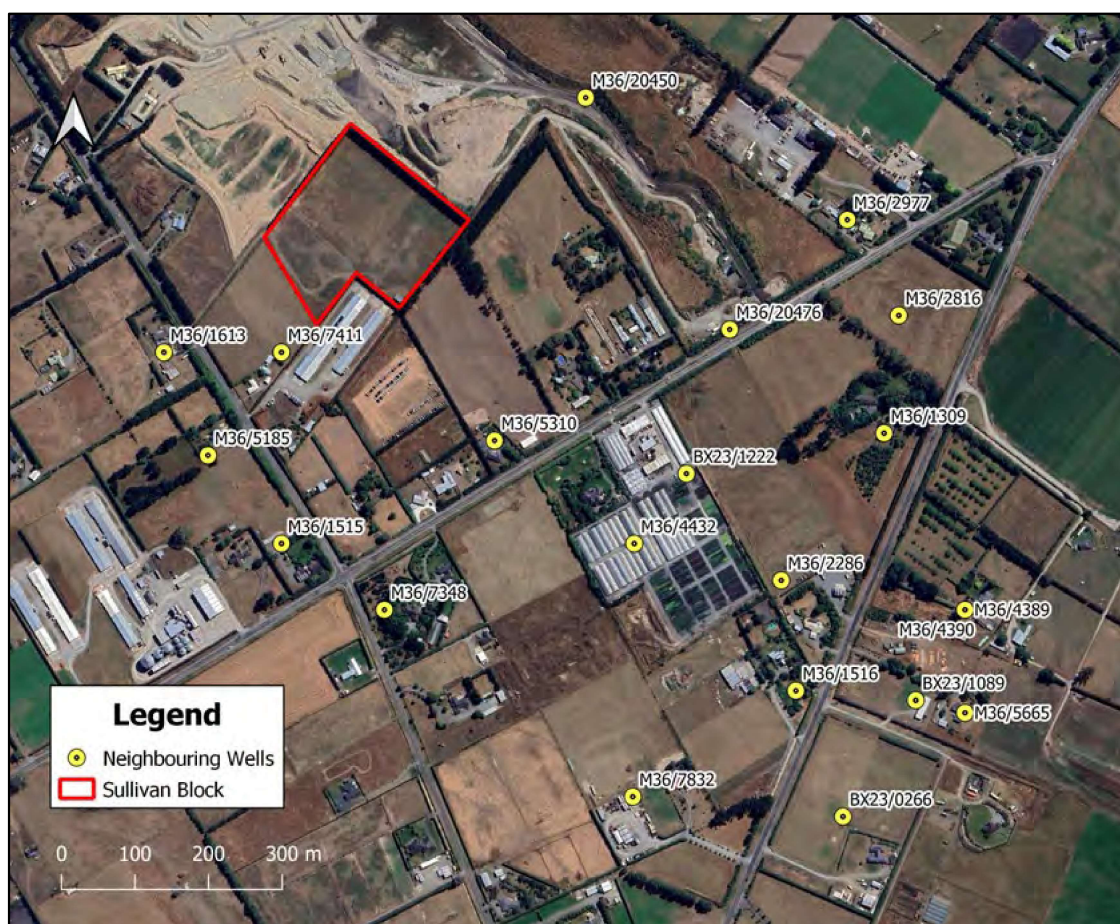 M36/20450
M36/2977
M36/2816
M36/20476
M36/1613
M36/7411
M36/1309
M36/5310
M36/5185
BX23/1222
M36/1515
M36/4432
M36/2286
M36/7348
M36/4389
M36/4390
M36/1516
BX23/1089
M36/5665
M36/7832
BX23/0266
Legend
Neighbouring Wells
Sullivan Block
0 100 200 300 m